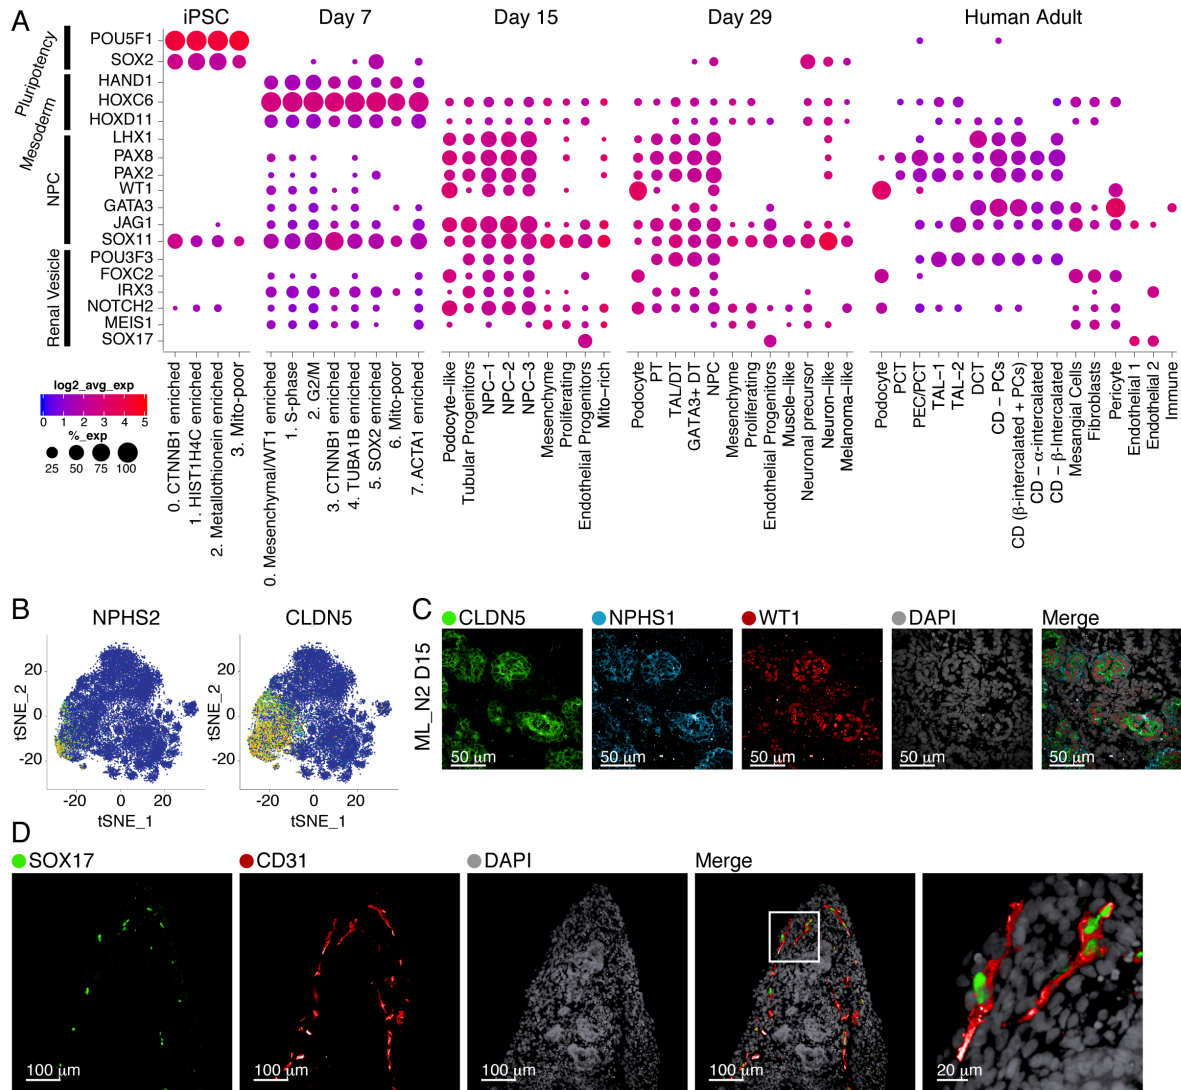 A
iPSC
Day 7
Day 15
Day 29
Human Adult
Pluripotency
Mesoderm
NPC
Renal Vesicle
POU5F1
SOX2
HAND1
HOXC6
HOXD11
LHX1
PAX8
PAX2
WT1
GATA3
JAG1
SOX11
POU3F3
FOXC2
IRX3
NOTCH2
MEIS1
SOX17
log2_avg_exp
0 1 2 3 4 5
%_exp
25 50 75 100
0. CTNNB1 enriched
1. HIST1H4C enriched
2. Metallothionein enriched
3. Mito-poor
0. Mesenchymal/WT1 enriched
1. S-phase
2. G2/M
3. CTNNB1 enriched
4. TUBA1B enriched
5. SOX2 enriched
6. Mito-poor
7. ACTA1 enriched
Podocyte–like
Tubular Progenitors
NPC–1
NPC–2
NPC–3
Mesenchyme
Proliferating
Endothelial Progenitors
Mito–rich
Podocyte
PT
TAL/DT
GATA3+ DT
NPC
Mesenchyme
Proliferating
Endothelial Progenitors
Muscle–like
Neuronal precursor
Neuron–like
Melanoma–like
Podocyte
PCT
PEC/PCT
TAL–1
TAL–2
DCT
CD – PCs
CD (β-intercalated + PCs)
CD – α-intercalated
CD – β-Intercalated
Mesangial Cells
Fibroblasts
Pericyte
Endothelial 1
Endothelial 2
Immune
B
NPHS2
CLDN5
tSNE_2
20
0
-20
-20 0 20
tSNE_1
tSNE_2
20
0
-20
-20 0 20
tSNE_1
C
CLDN5
NPHS1
WT1
DAPI
Merge
ML_N2 D15
50 µm
50 µm
50 µm
50 µm
50 µm
D
SOX17
CD31
DAPI
Merge
100 µm
100 µm
100 µm
100 µm
20 µm